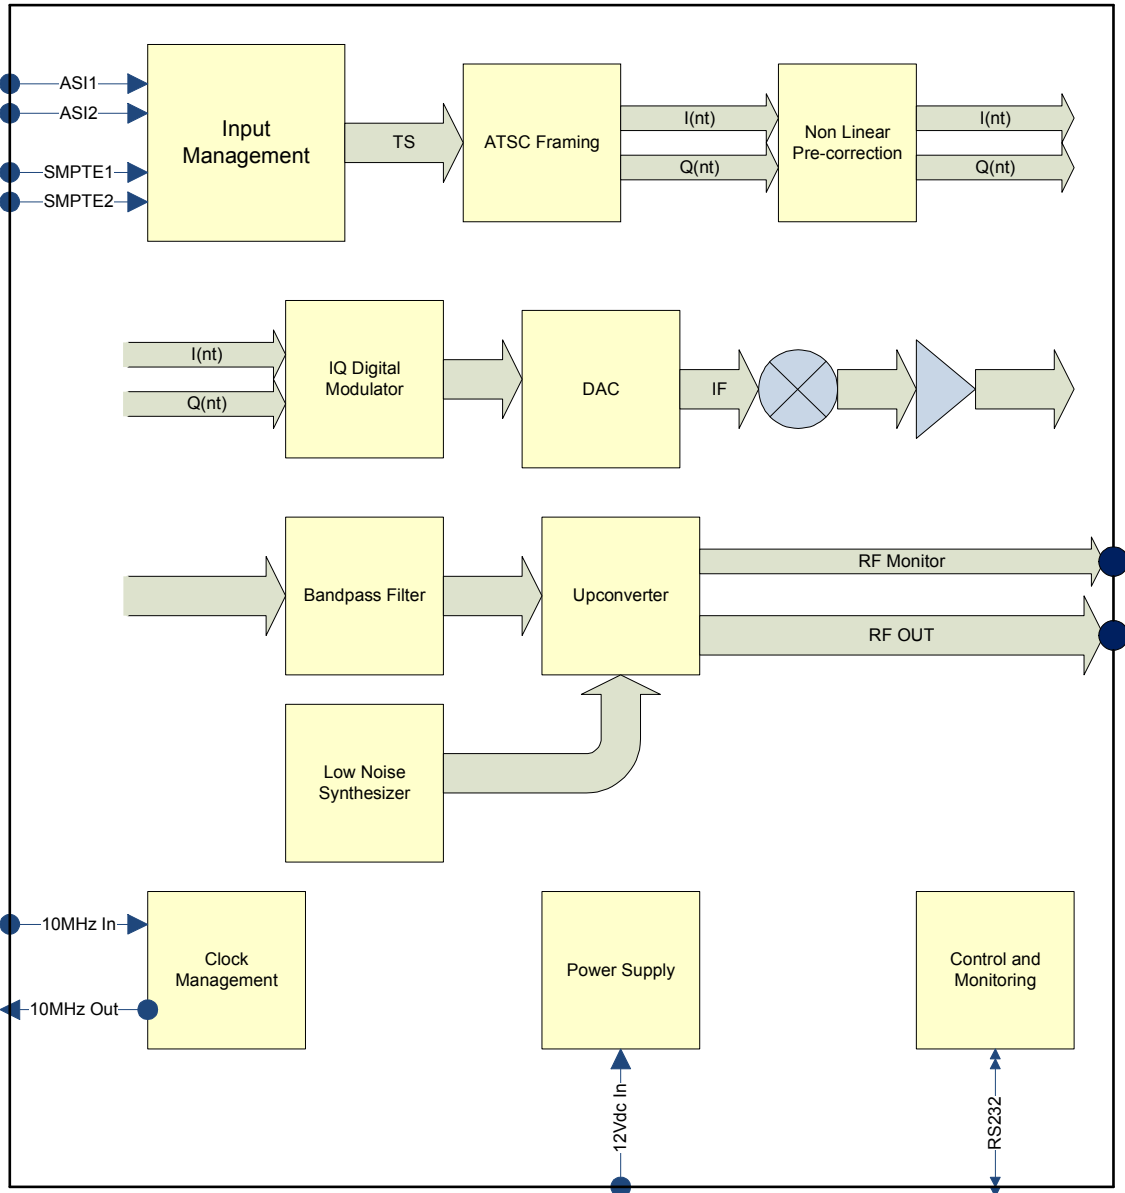 ASI1
ASI2
SMPTE1
SMPTE2
Input
Management
TS
ATSC Framing
I(nt)
Q(nt)
Non Linear
Pre-correction
I(nt)
Q(nt)
I(nt)
Q(nt)
IQ Digital
Modulator
DAC
IF
Bandpass Filter
Upconverter
RF Monitor
RF OUT
Low Noise
Synthesizer
10MHz In
10MHz Out
Clock
Management
Power Supply
12Vdc In
Control and
Monitoring
RS232